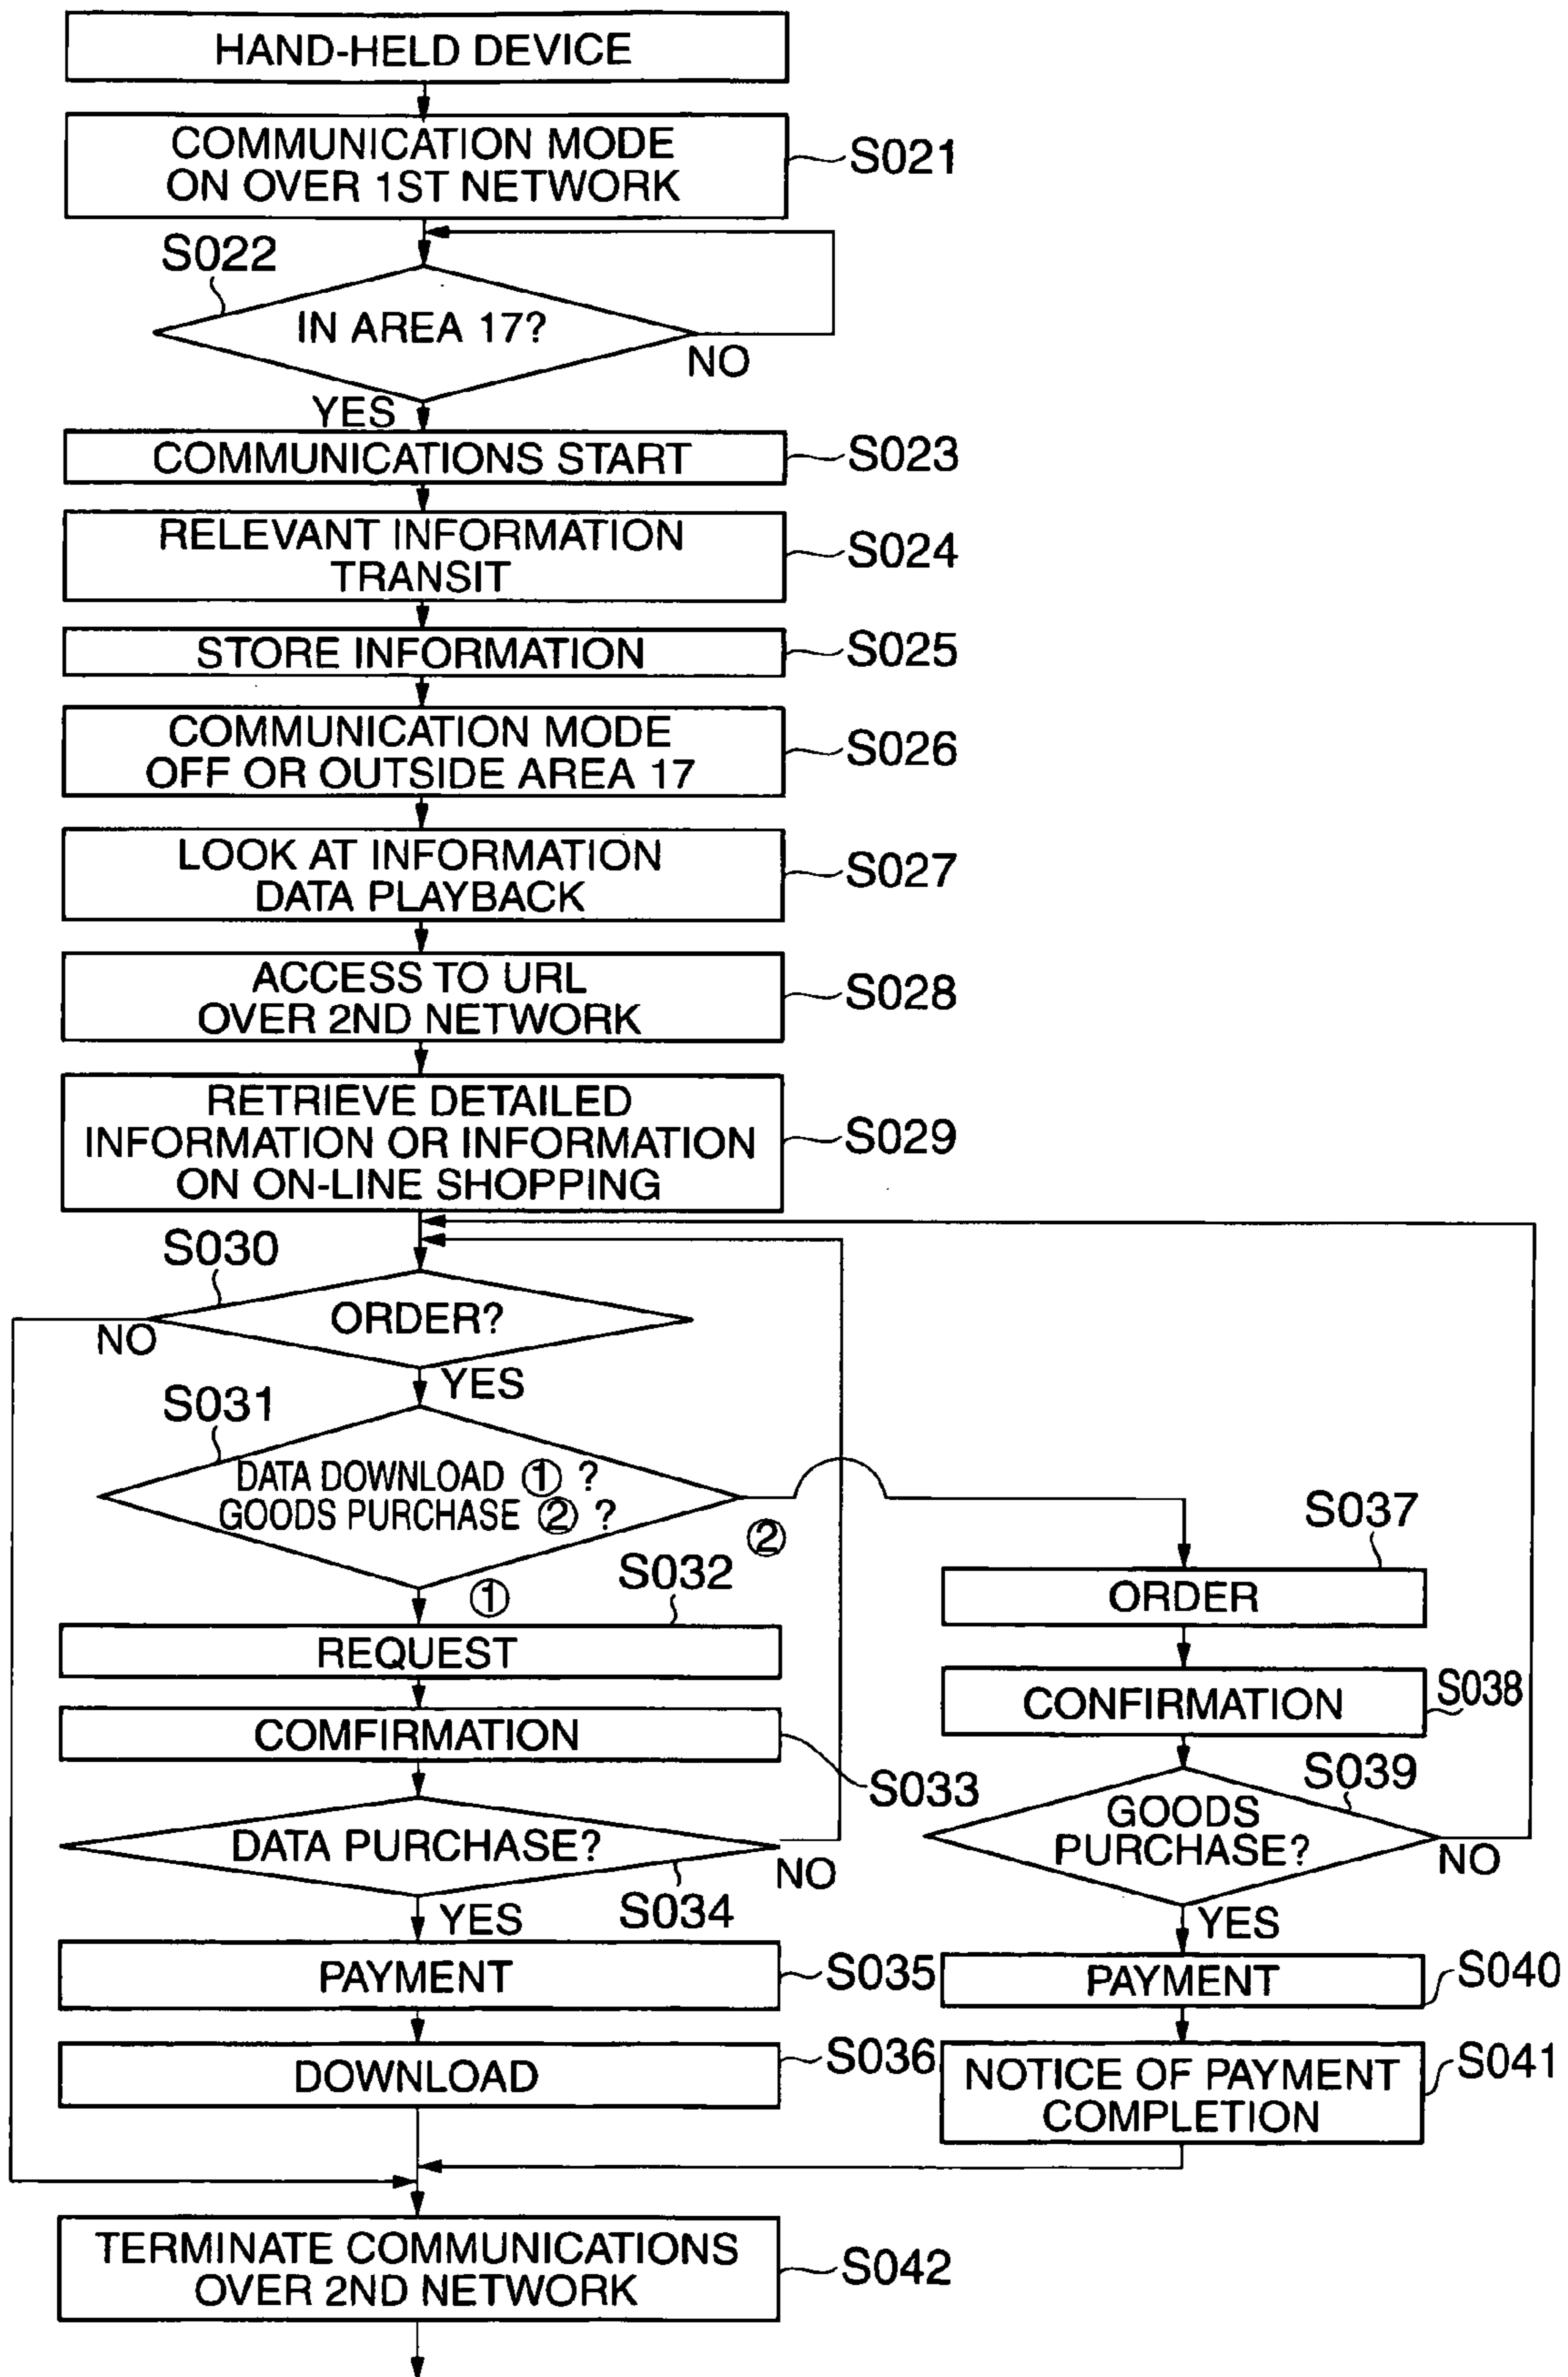 HAND-HELD DEVICE
COMMUNICATION MODE
ON OVER 1ST NETWORK
S021
S022
IN AREA 17?
NO
YES
COMMUNICATIONS START
S023
RELEVANT INFORMATION
TRANSIT
S024
STORE INFORMATION
S025
COMMUNICATION MODE
OFF OR OUTSIDE AREA 17
S026
LOOK AT INFORMATION
DATA PLAYBACK
S027
ACCESS TO URL
OVER 2ND NETWORK
S028
RETRIEVE DETAILED
INFORMATION OR INFORMATION
ON ON-LINE SHOPPING
S029
S030
ORDER?
NO
YES
S031
DATA DOWNLOAD ① ?
GOODS PURCHASE ② ?
②
①
S032
REQUEST
COMFIRMATION
S033
DATA PURCHASE?
NO
S034
YES
PAYMENT
S035
DOWNLOAD
S036
S037
ORDER
CONFIRMATION
S038
S039
GOODS
PURCHASE?
NO
YES
PAYMENT
S040
NOTICE OF PAYMENT
COMPLETION
S041
TERMINATE COMMUNICATIONS
OVER 2ND NETWORK
S042